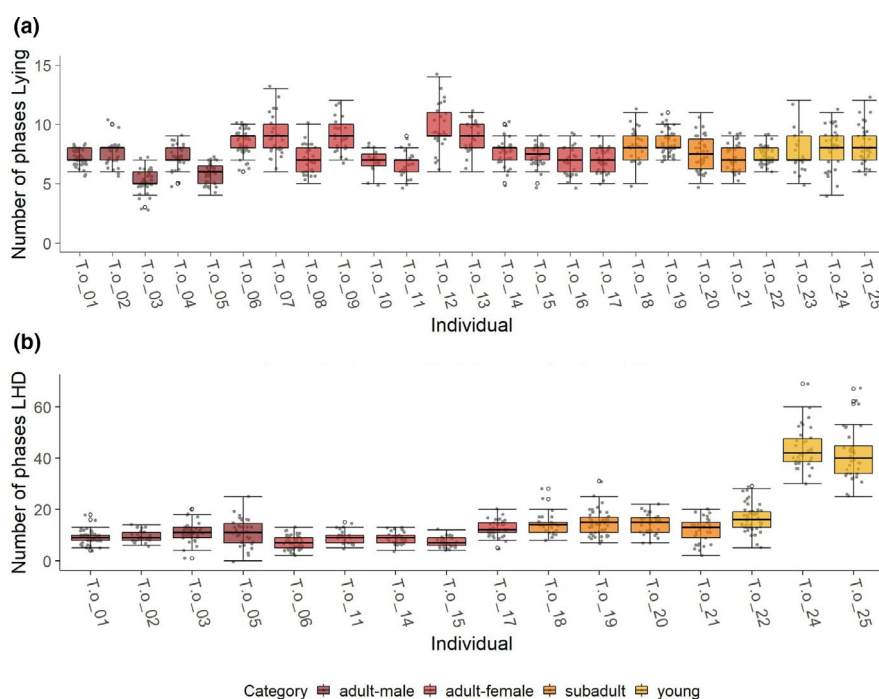 (a)
Number of phases Lying
15
10
5
0
T.o_01 T.o_02 T.o_03 T.o_04 T.o_05 T.o_06 T.o_07 T.o_08 T.o_09 T.o_10 T.o_11 T.o_12 T.o_13 T.o_14 T.o_15 T.o_16 T.o_17 T.o_18 T.o_19 T.o_20 T.o_21 T.o_22 T.o_23 T.o_24 T.o_25
Individual
(b)
Number of phases LHD
60
40
20
0
T.o_01 T.o_02 T.o_03 T.o_05 T.o_06 T.o_11 T.o_14 T.o_15 T.o_17 T.o_18 T.o_19 T.o_20 T.o_21 T.o_22 T.o_24 T.o_25
Individual
Category adult-male adult-female subadult young